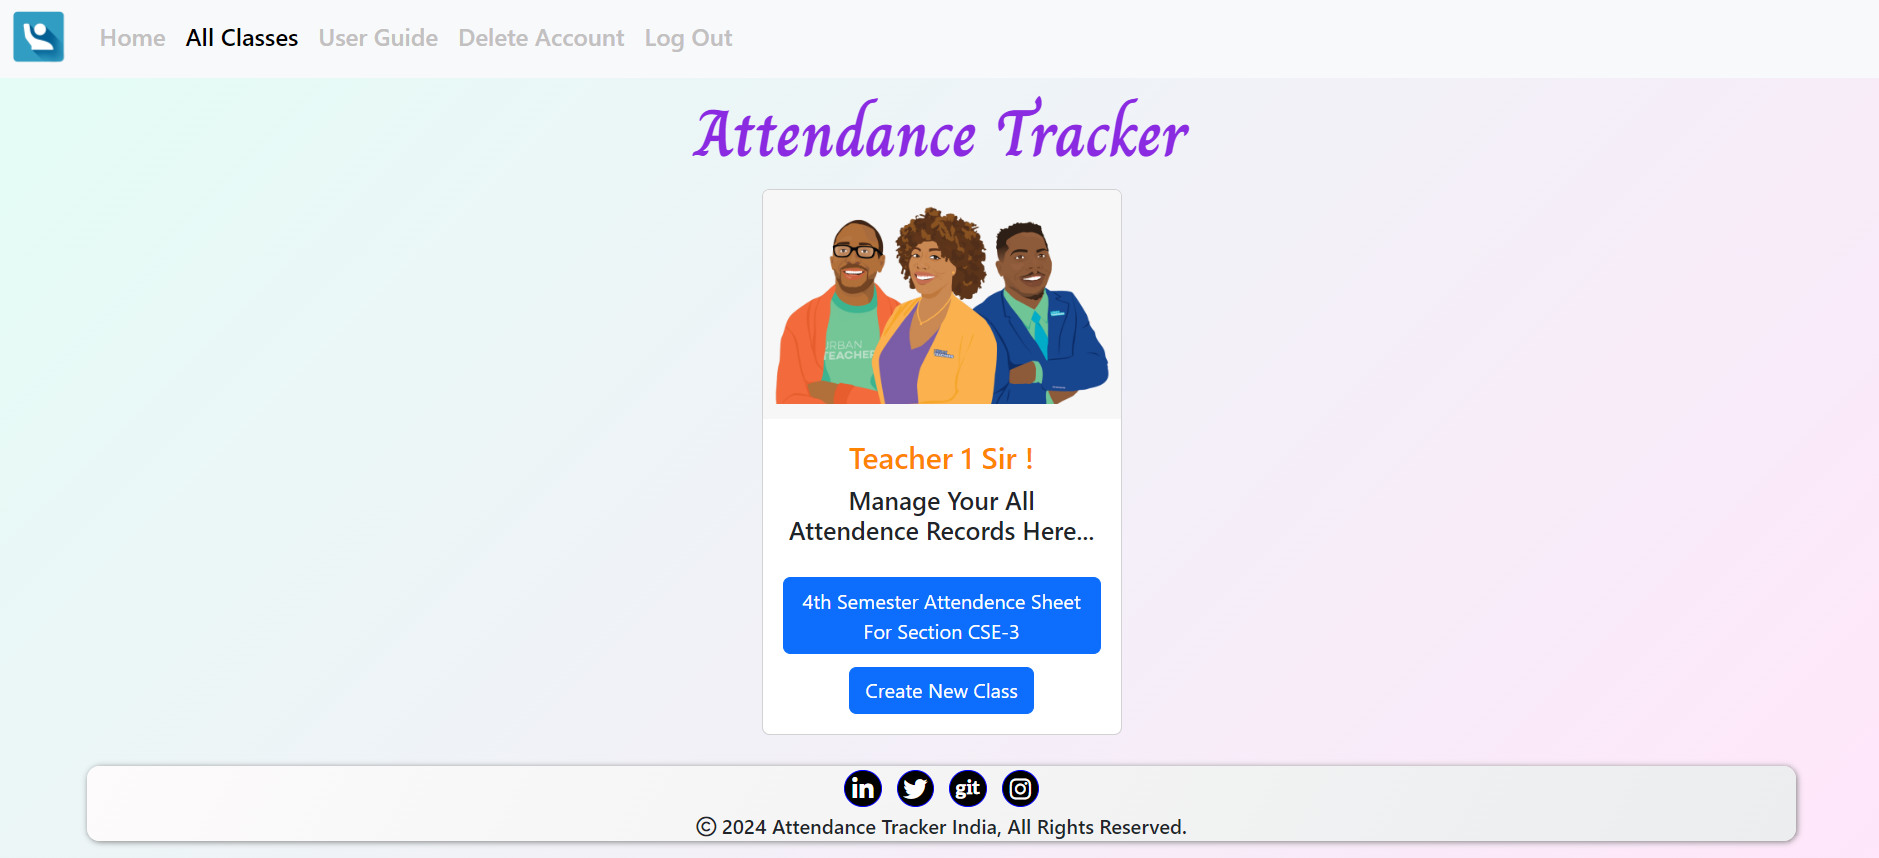 Home All Classes User Guide Delete Account Log Out
Attendance Tracker
URBAN
TEACHER
Teacher 1 Sir !
Manage Your All
Attendence Records Here...
4th Semester Attendence Sheet
For Section CSE-3
Create New Class
in git
© 2024 Attendance Tracker India, All Rights Reserved.